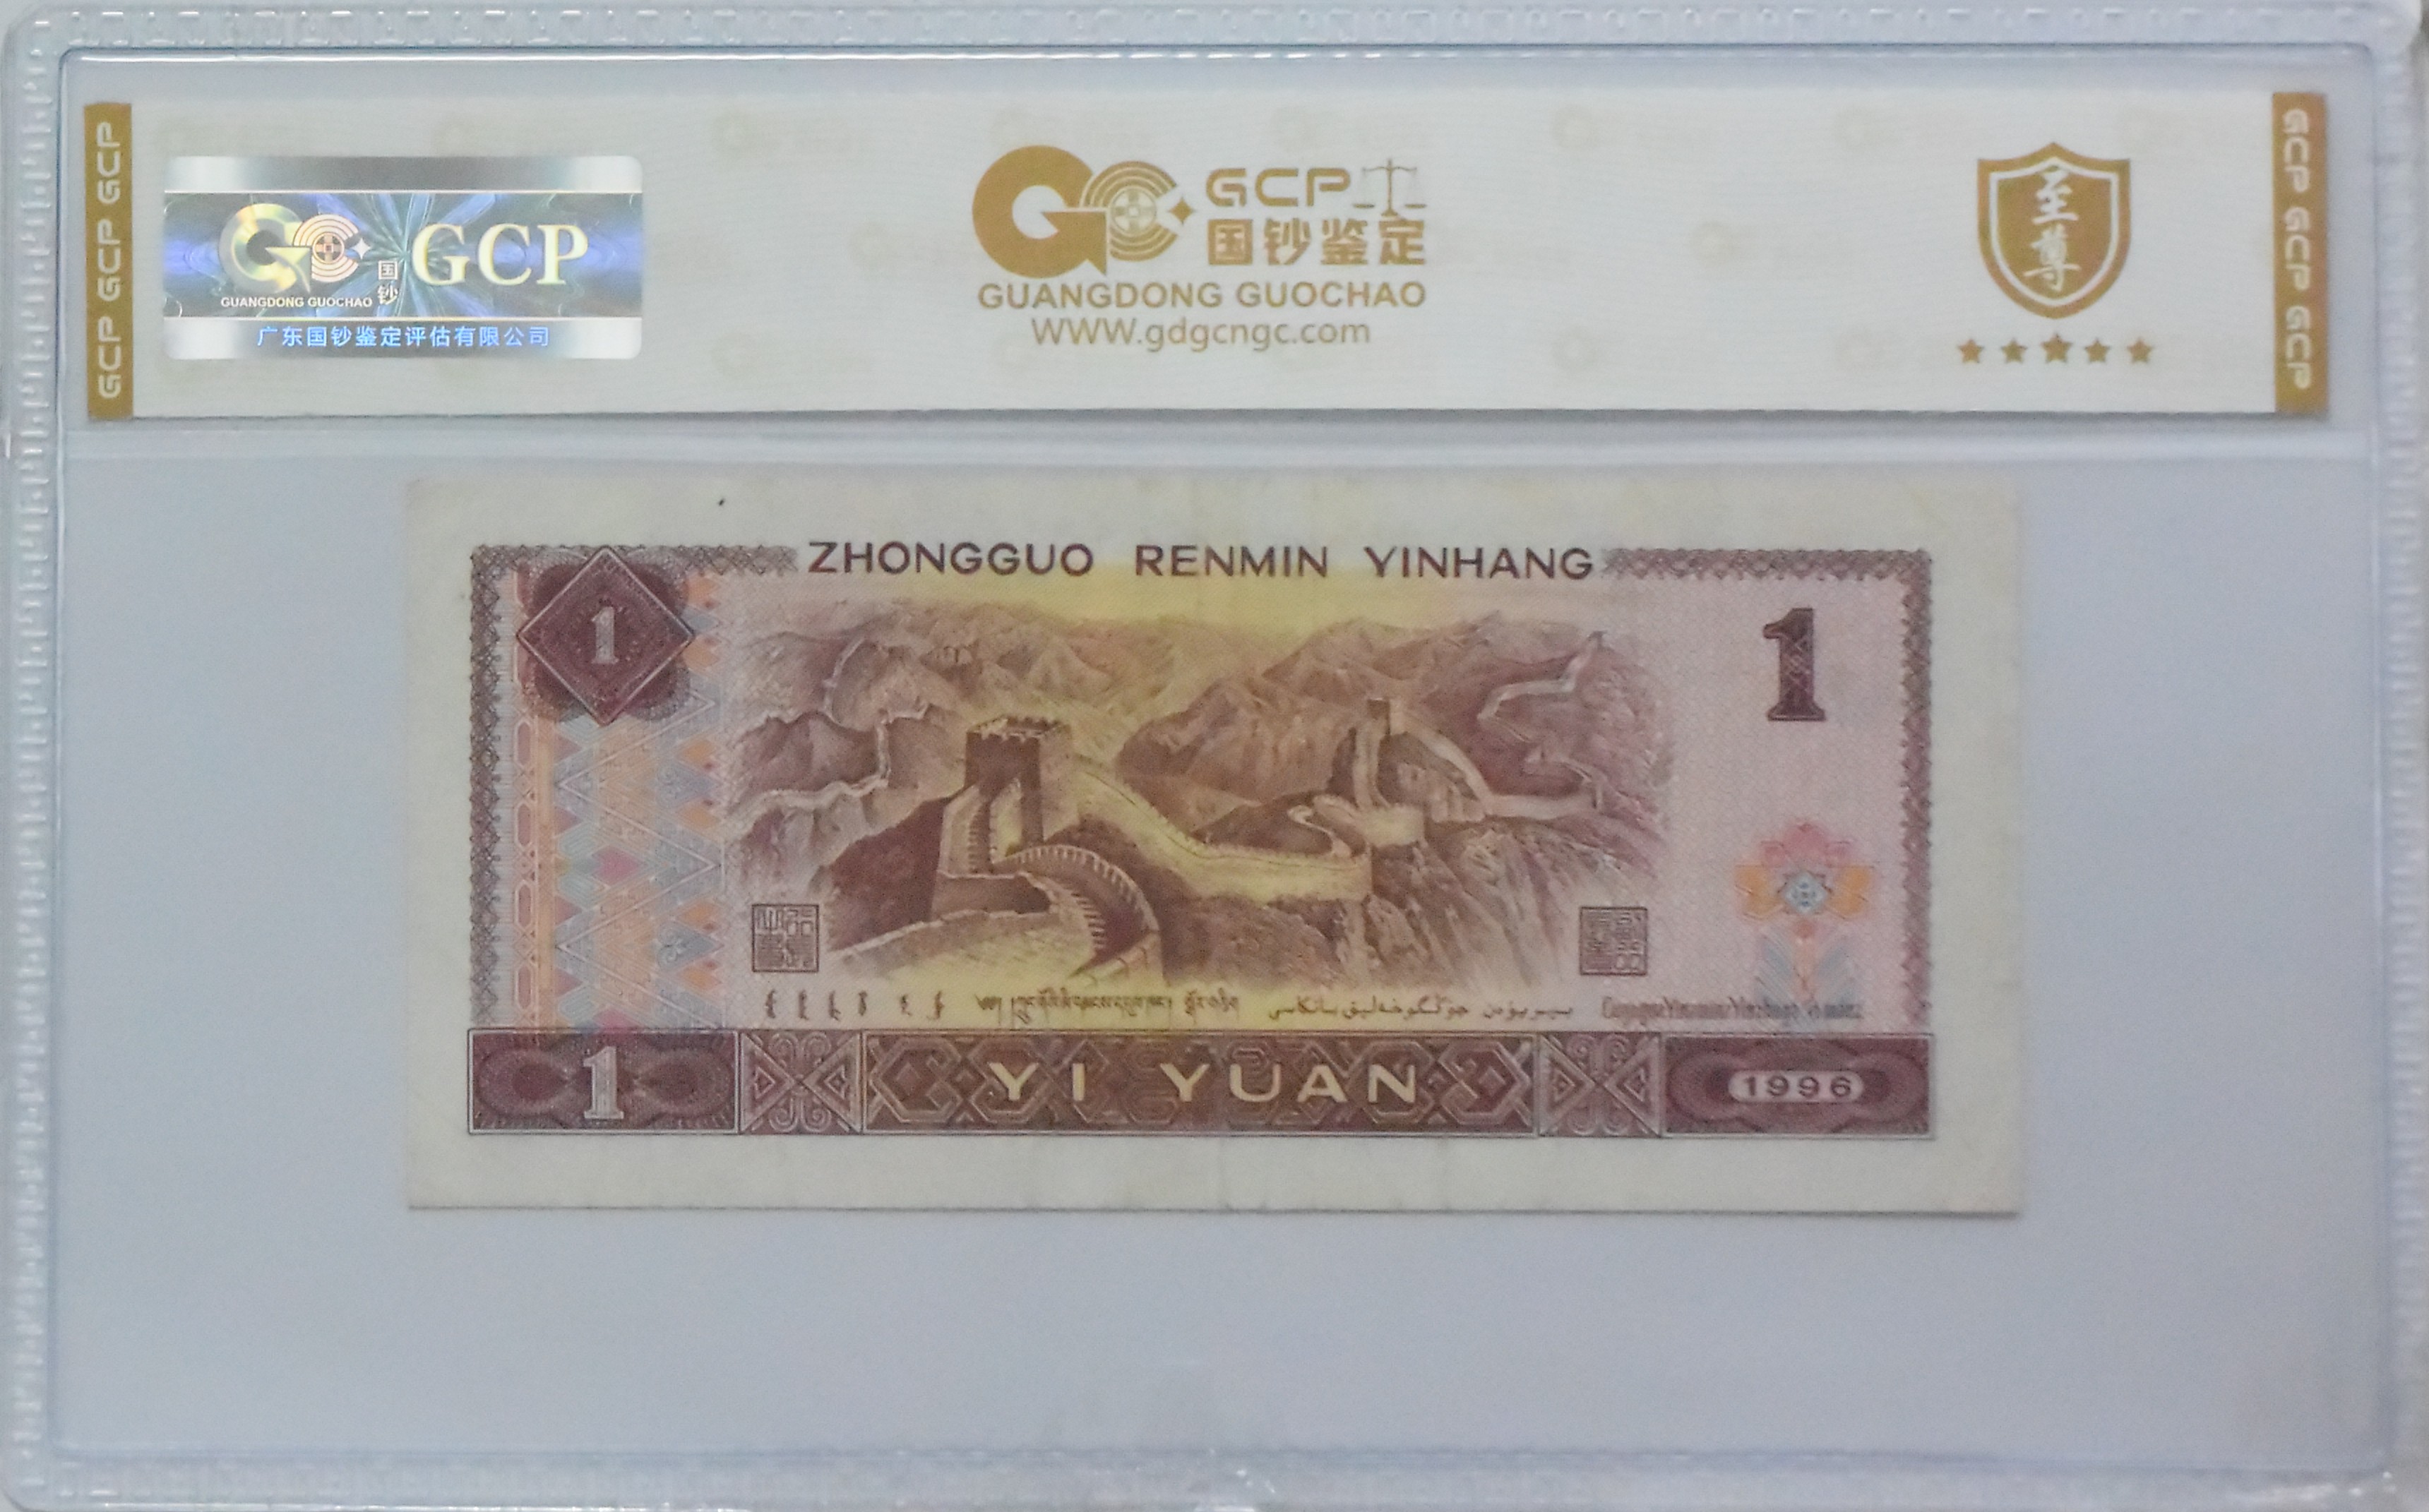 GCP GCP GCP
GCP
国钞
GUANGDONG GUOCHAO
广东国钞鉴定评估有限公司
GCP
国钞鉴定
GUANGDONG GUOCHAO
WWW.gdgcngc.com
至尊
GCP GCP GCP
ZHONGGUO RENMIN YINHANG
1
1
1
YI YUAN
1996